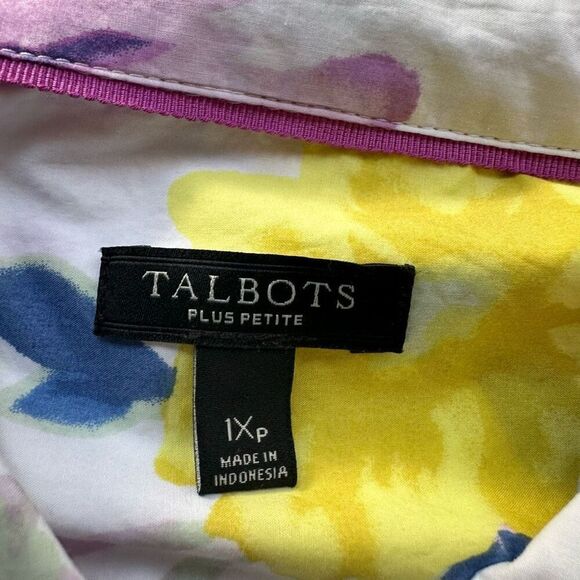 TALBOTS
PLUS PETITE
1XP
MADE IN
INDONESIA